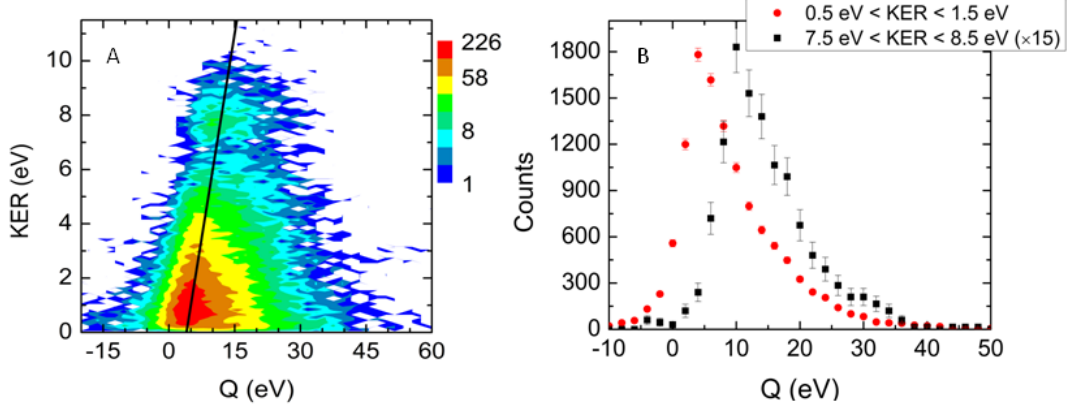 A
KER (eV)
10
8
6
4
2
0
-15 0 15 30 45 60
Q (eV)
226
58
8
1
0.5 eV < KER < 1.5 eV
7.5 eV < KER < 8.5 eV (×15)
B
Counts
1800
1500
1200
900
600
300
0
-10 0 10 20 30 40 50
Q (eV)